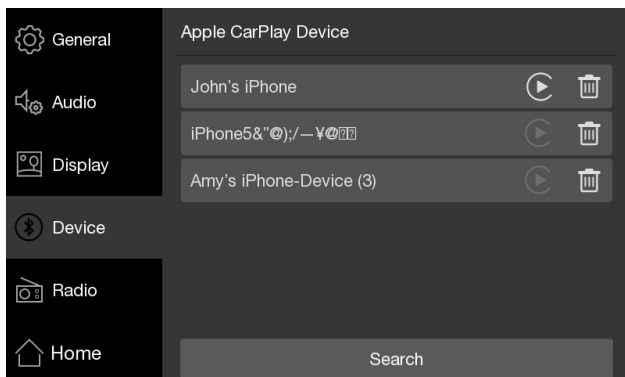 General
Audio
Display
Device
Radio
Home
Apple CarPlay Device
John's iPhone
iPhone5&"@);/—¥@⍰⍰
Amy's iPhone-Device (3)
Search